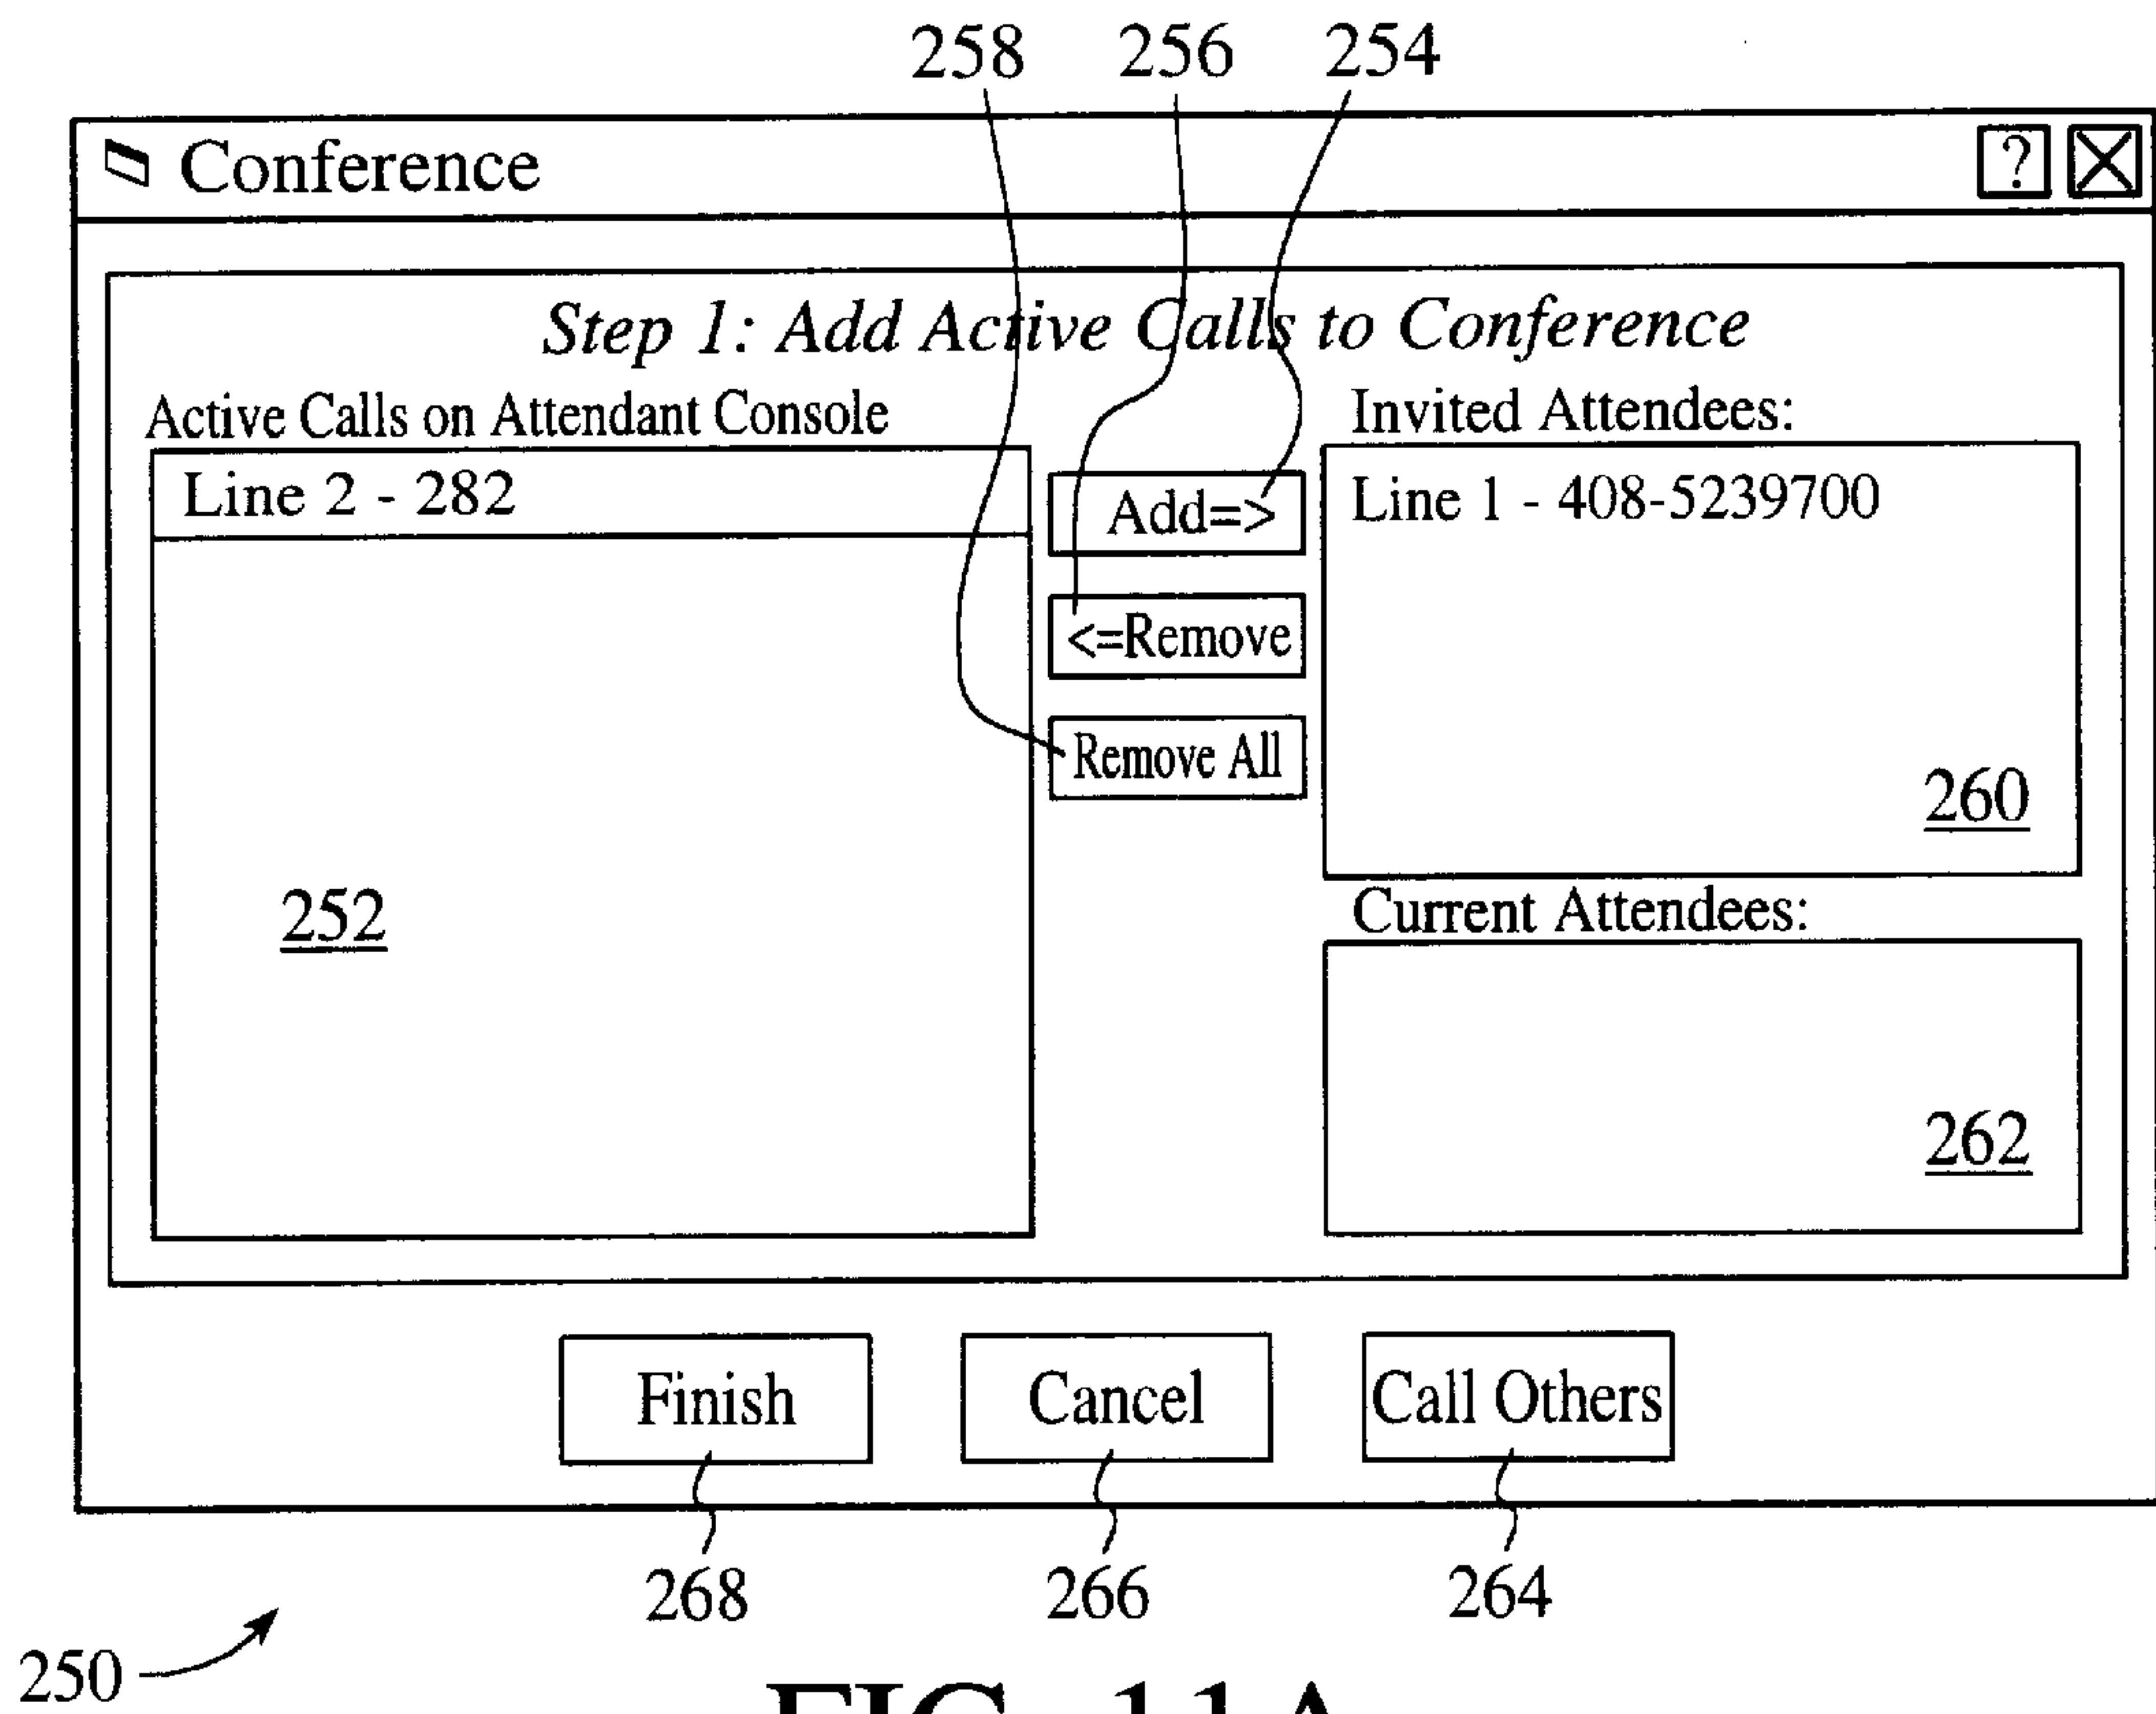 258 256 254
Conference ?
Step 1: Add Active Calls to Conference
Active Calls on Attendant Console
Invited Attendees:
Line 2 - 282
Add=>
Line 1 - 408-5239700
<=Remove
Remove All
260
252
Current Attendees:
262
Finish Cancel Call Others
268 266 264
250
FIG. 11A